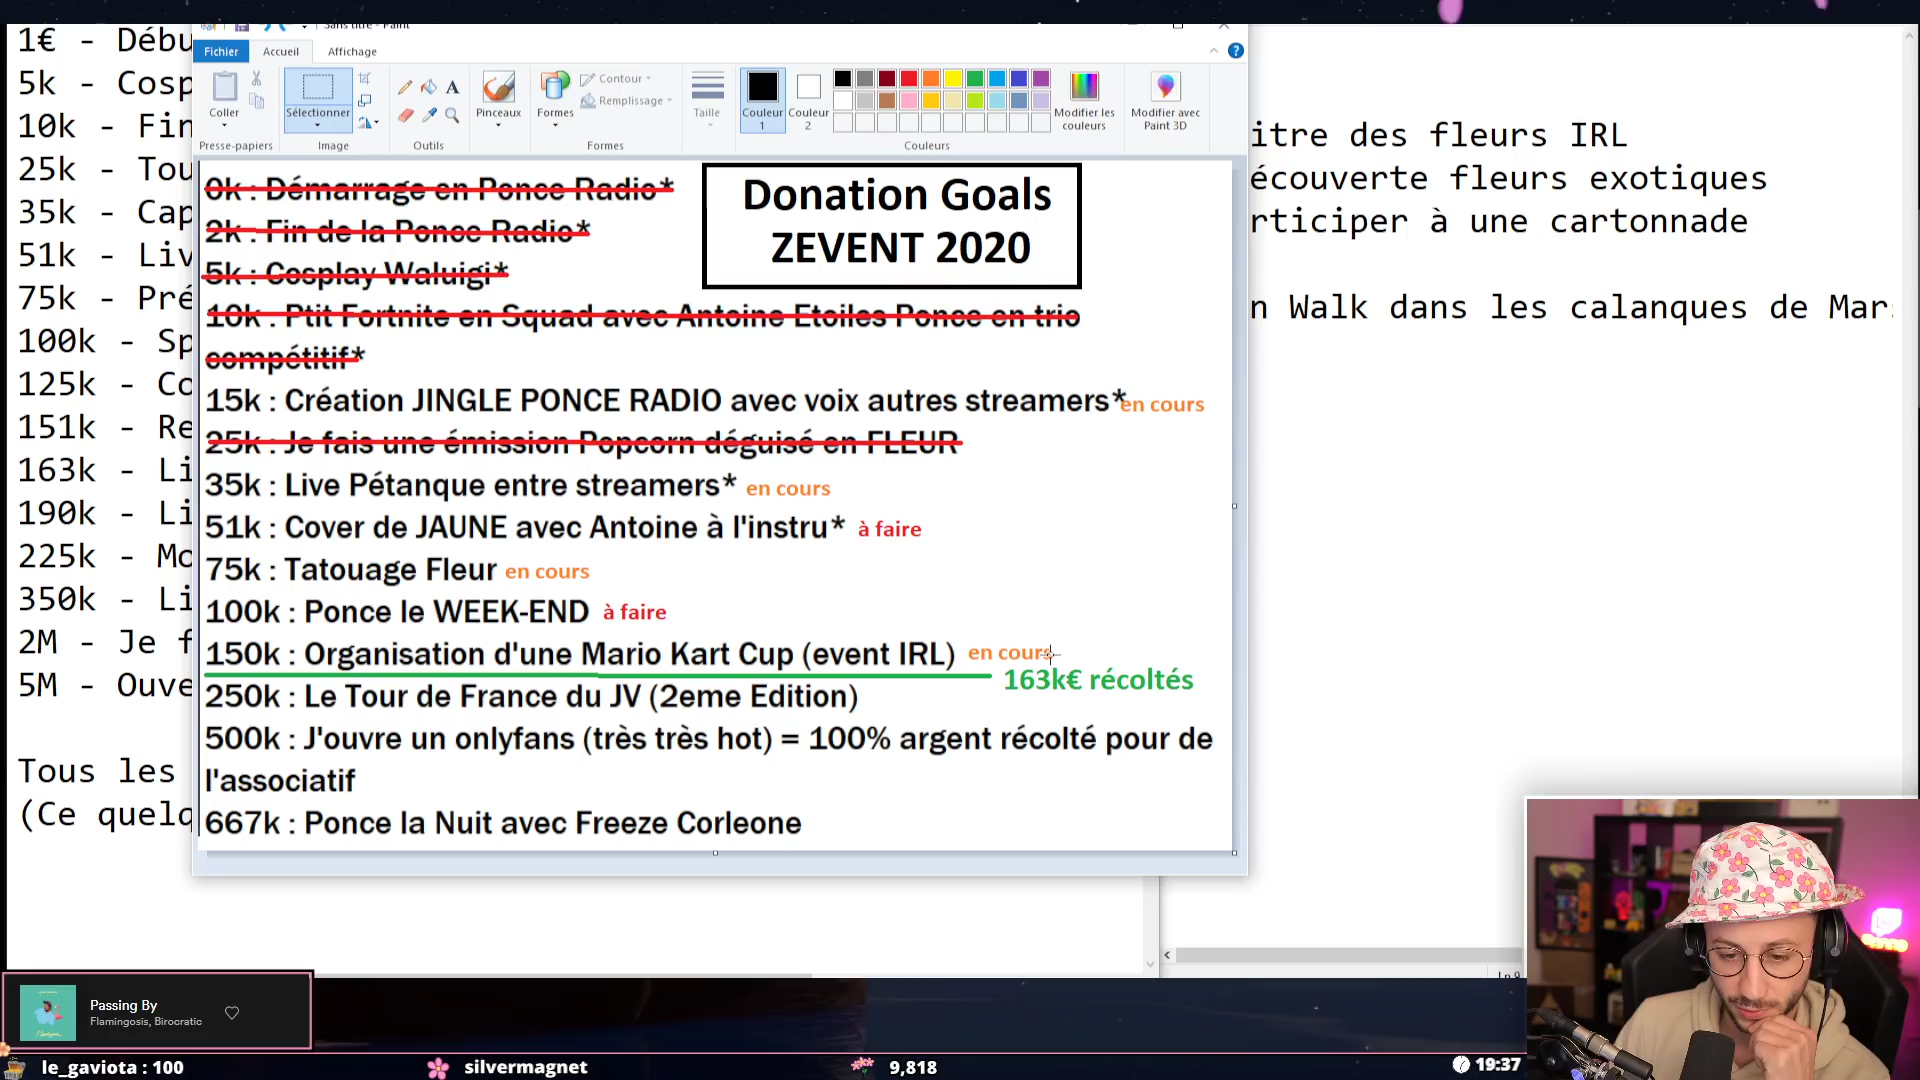 1€ - Débu
5k - Cosp
10k - Fin
25k - Tou
35k - Cap
51k - Liv
75k - Pré
100k - Sp
125k - Co
151k - Re
163k - Li
190k - Li
225k - Mo
350k - Li
2M - Je f
5M - Ouve
Tous les
(Ce quelq
Sans titre - Paint
Fichier
Accueil
Affichage
Coller
Sélectionner
Pinceaux
Formes
Contour
Remplissage
Taille
Couleur
1
Couleur
2
Modifier les
couleurs
Modifier avec
Paint 3D
Presse-papiers
Image
Outils
Formes
Couleurs
Donation Goals
ZEVENT 2020
0k : Démarrage en Ponce Radio*
2k : Fin de la Ponce Radio*
5k : Cosplay Waluigi*
10k : Ptit Fortnite en Squad avec Antoine Etoiles Ponce en trio
compétitif*
15k : Création JINGLE PONCE RADIO avec voix autres streamers* en cours
25k : Je fais une émission Popcorn déguisé en FLEUR
35k : Live Pétanque entre streamers* en cours
51k : Cover de JAUNE avec Antoine à l'instru* à faire
75k : Tatouage Fleur en cours
100k : Ponce le WEEK-END à faire
150k : Organisation d'une Mario Kart Cup (event IRL) en cours
163k€ récoltés
250k : Le Tour de France du JV (2eme Edition)
500k : J'ouvre un onlyfans (très très hot) = 100% argent récolté pour de
l'associatif
667k : Ponce la Nuit avec Freeze Corleone
itre des fleurs IRL
écouverte fleurs exotiques
rticiper à une cartonnade
n Walk dans les calanques de Mar
Passing By
Flamingosis, Birocratic
le_gaviota : 100
silvermagnet
9,818
19:37